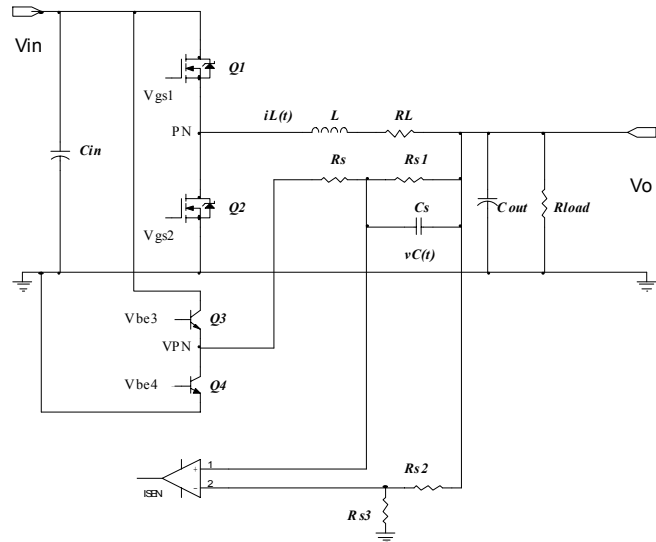 Vin
Q1
Vgs1
iL(t)
L
RL
PN
Cin
Rs
Rs1
Vo
Q2
Cs
Cout
Rload
Vgs2
vC(t)
Vbe3
Q3
VPN
Vbe4
Q4
1
Rs2
+
ISEN
2
-
Rs3